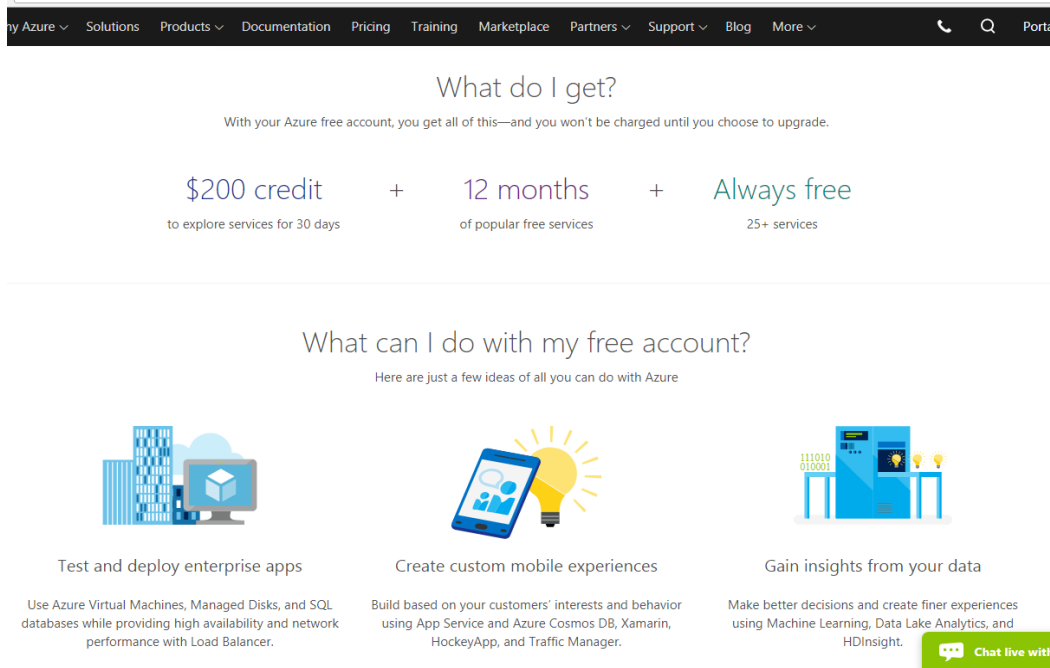 Azure Solutions Products Documentation Pricing Training Marketplace Partners Support Blog More
What do I get?
With your Azure free account, you get all of this—and you won't be charged until you choose to upgrade.
$200 credit + 12 months + Always free
to explore services for 30 days of popular free services 25+ services
What can I do with my free account?
Here are just a few ideas of all you can do with Azure
111010
010001
Test and deploy enterprise apps
Use Azure Virtual Machines, Managed Disks, and SQL
databases while providing high availability and network
performance with Load Balancer.
Create custom mobile experiences
Build based on your customers' interests and behavior
using App Service and Azure Cosmos DB, Xamarin,
HockeyApp, and Traffic Manager.
Gain insights from your data
Make better decisions and create finer experiences
using Machine Learning, Data Lake Analytics, and
HDInsight.
Chat live with